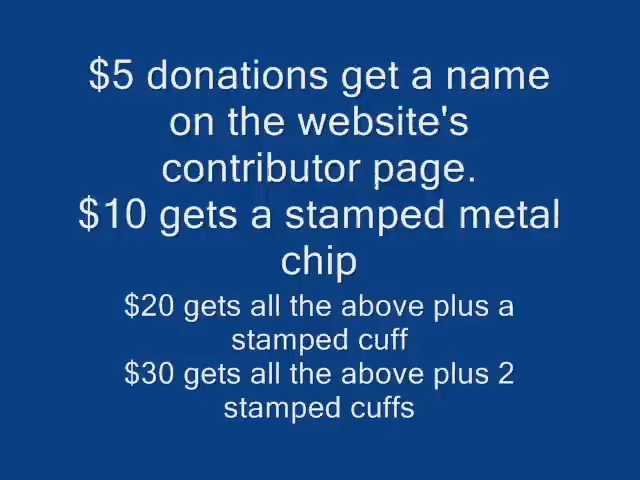 $5 donations get a name
on the website's
contributor page.
$10 gets a stamped metal
chip
$20 gets all the above plus a
stamped cuff
$30 gets all the above plus 2
stamped cuffs